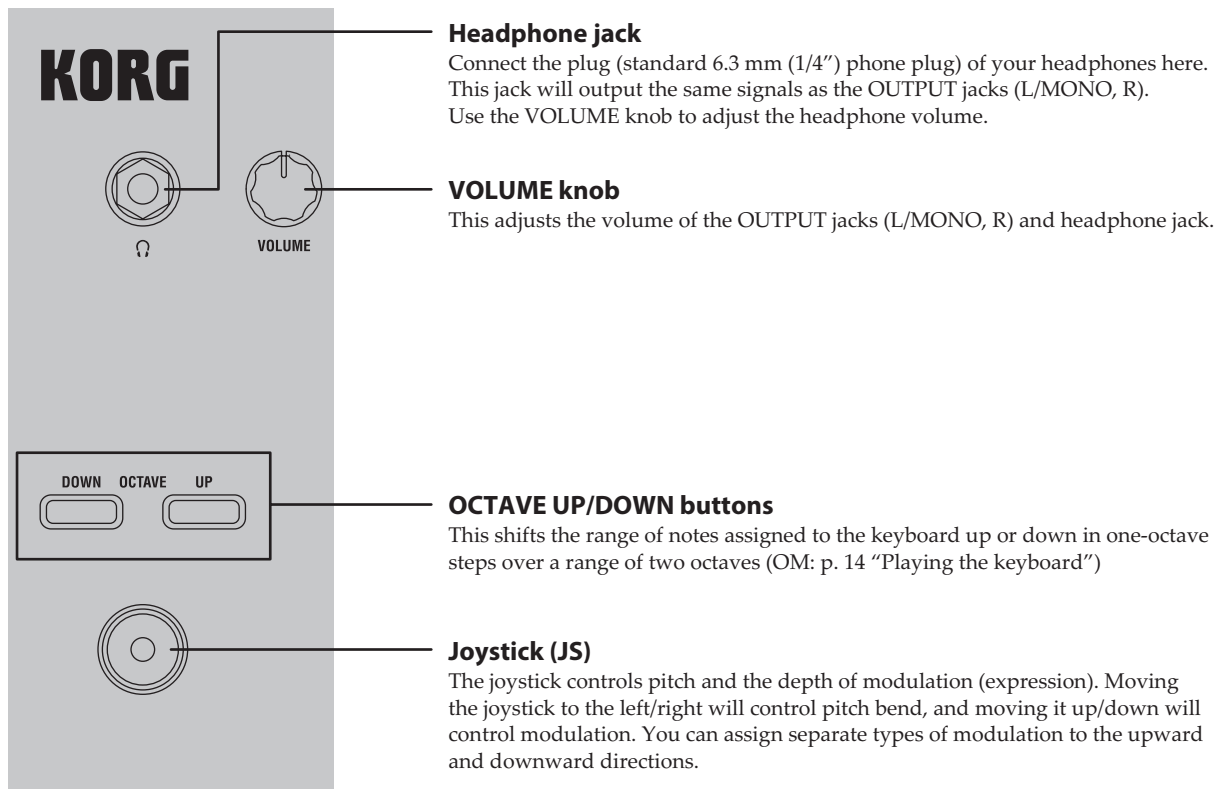 KORG
VOLUME
DOWN OCTAVE UP
Headphone jack
Connect the plug (standard 6.3 mm (1/4”) phone plug) of your headphones here.
This jack will output the same signals as the OUTPUT jacks (L/MONO, R).
Use the VOLUME knob to adjust the headphone volume.
VOLUME knob
This adjusts the volume of the OUTPUT jacks (L/MONO, R) and headphone jack.
OCTAVE UP/DOWN buttons
This shifts the range of notes assigned to the keyboard up or down in one-octave
steps over a range of two octaves (OM: p. 14 “Playing the keyboard”)
Joystick (JS)
The joystick controls pitch and the depth of modulation (expression). Moving
the joystick to the left/right will control pitch bend, and moving it up/down will
control modulation. You can assign separate types of modulation to the upward
and downward directions.